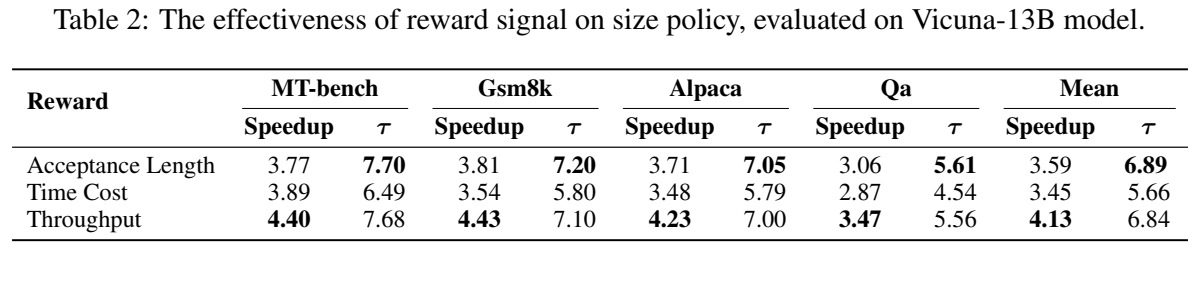 Table 2: The effectiveness of reward signal on size policy, evaluated on Vicuna-13B model.
Reward MT-bench Gsm8k Alpaca Qa Mean
Speedup τ Speedup τ Speedup τ Speedup τ Speedup τ
Acceptance Length 3.77 7.70 3.81 7.20 3.71 7.05 3.06 5.61 3.59 6.89
Time Cost 3.89 6.49 3.54 5.80 3.48 5.79 2.87 4.54 3.45 5.66
Throughput 4.40 7.68 4.43 7.10 4.23 7.00 3.47 5.56 4.13 6.84